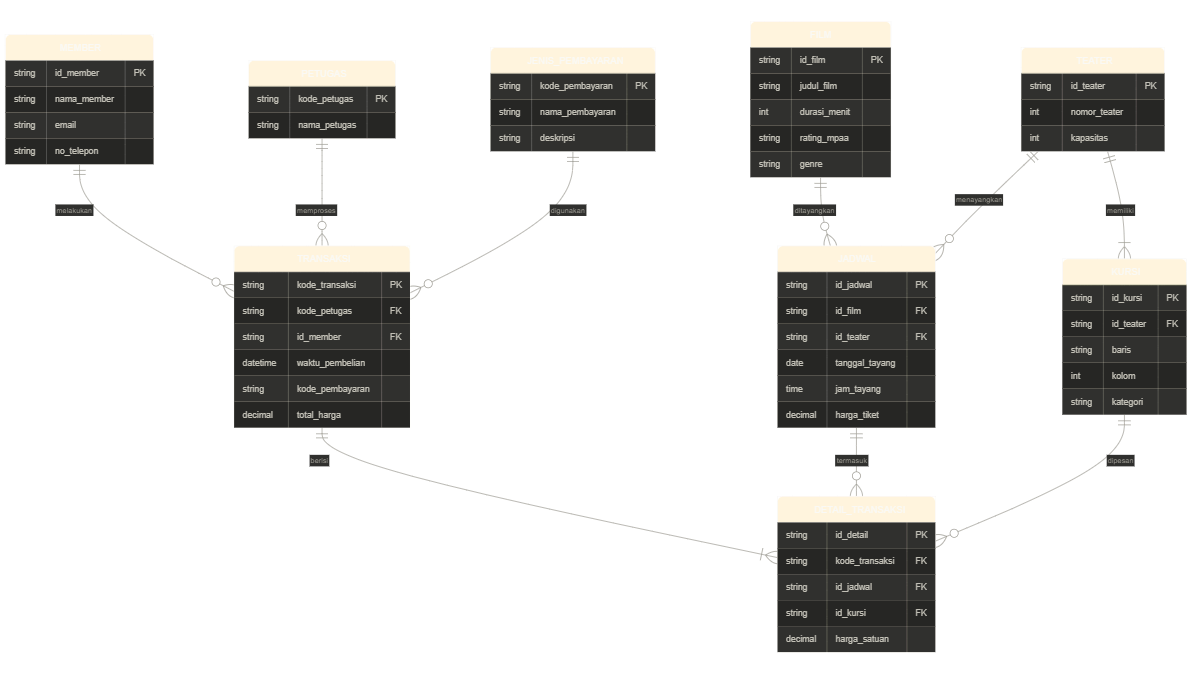 string id_member PK
string nama_member
string email
string no_telepon
string kode_petugas PK
string nama_petugas
string kode_pembayaran PK
string nama_pembayaran
string deskripsi
string id_film PK
string judul_film
int durasi_menit
string rating_mpaa
string genre
string id_teater PK
int nomor_teater
int kapasitas
melakukan
memproses
digunakan
ditayangkan
menayangkan
memiliki
string kode_transaksi PK
string kode_petugas FK
string id_member FK
datetime waktu_pembelian
string kode_pembayaran
decimal total_harga
string id_jadwal PK
string id_film FK
string id_teater FK
date tanggal_tayang
time jam_tayang
decimal harga_tiket
string id_kursi PK
string id_teater FK
string baris
int kolom
string kategori
berisi
termasuk
dipesan
string id_detail PK
string kode_transaksi FK
string id_jadwal FK
string id_kursi FK
decimal harga_satuan